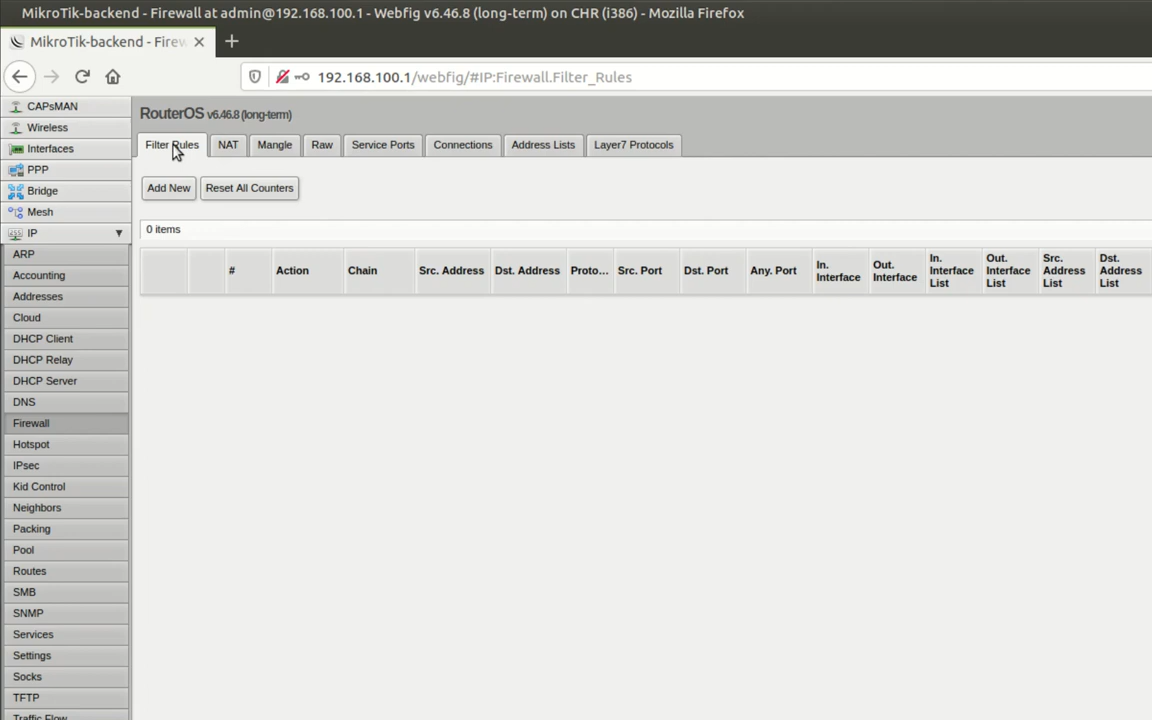 MikroTik-backend - Firewall at admin@192.168.100.1 - Webfig v6.46.8 (long-term) on CHR (i386) - Mozilla Firefox
MikroTik-backend - Firew
192.168.100.1/webfig/#IP:Firewall.Filter_Rules
CAPsMAN
Wireless
Interfaces
PPP
Bridge
Mesh
IP
ARP
Accounting
Addresses
Cloud
DHCP Client
DHCP Relay
DHCP Server
DNS
Firewall
Hotspot
IPsec
Kid Control
Neighbors
Packing
Pool
Routes
SMB
SNMP
Services
Settings
Socks
TFTP
Traffic Flow
RouterOS v6.46.8 (long-term)
Filter Rules NAT Mangle Raw Service Ports Connections Address Lists Layer7 Protocols
Add New Reset All Counters
0 items
# Action Chain Src. Address Dst. Address Proto... Src. Port Dst. Port Any. Port In. Interface Out. Interface In. Interface List Out. Interface List Src. Address List Dst. Address List